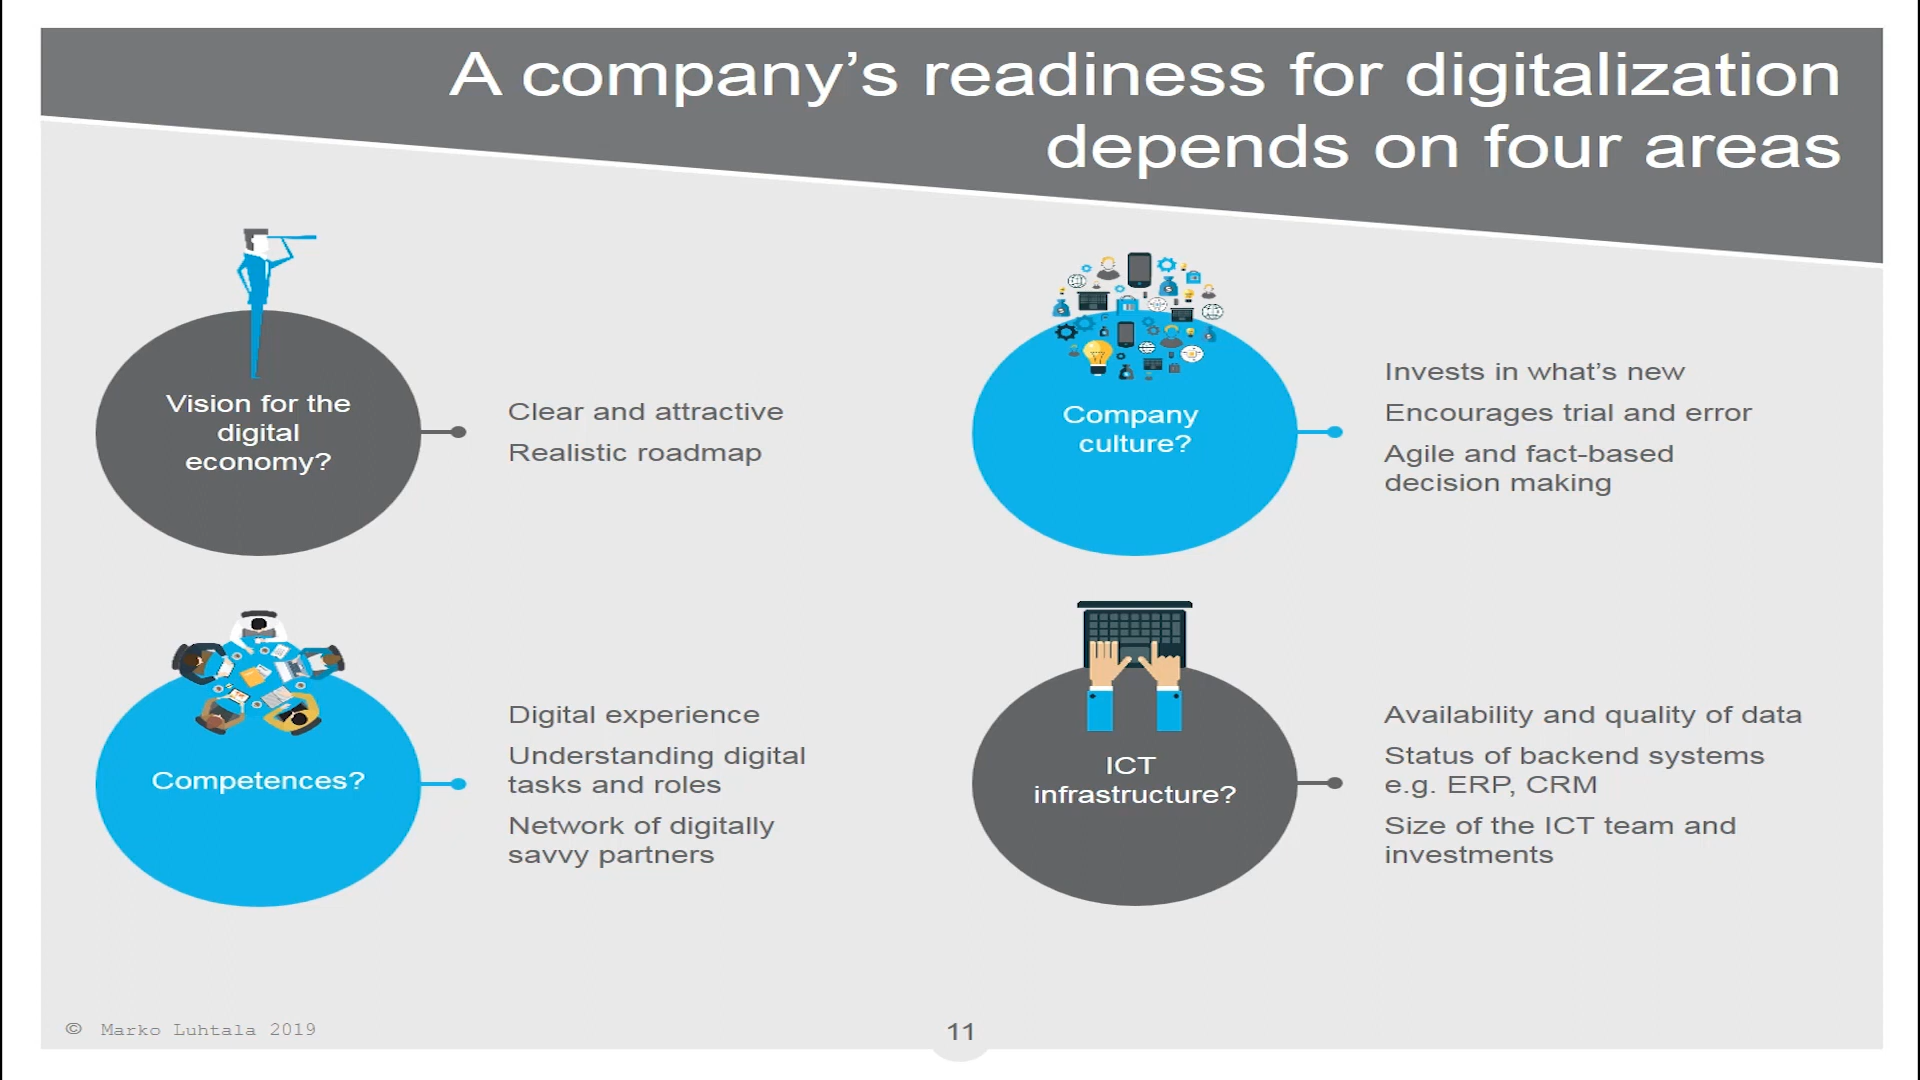 A company’s readiness for digitalization
depends on four areas
Vision for the
digital
economy?
Clear and attractive
Realistic roadmap
Company
culture?
Invests in what’s new
Encourages trial and error
Agile and fact-based
decision making
Competences?
Digital experience
Understanding digital
tasks and roles
Network of digitally
savvy partners
ICT
infrastructure?
Availability and quality of data
Status of backend systems
e.g. ERP, CRM
Size of the ICT team and
investments
© Marko Luhtala 2019
11